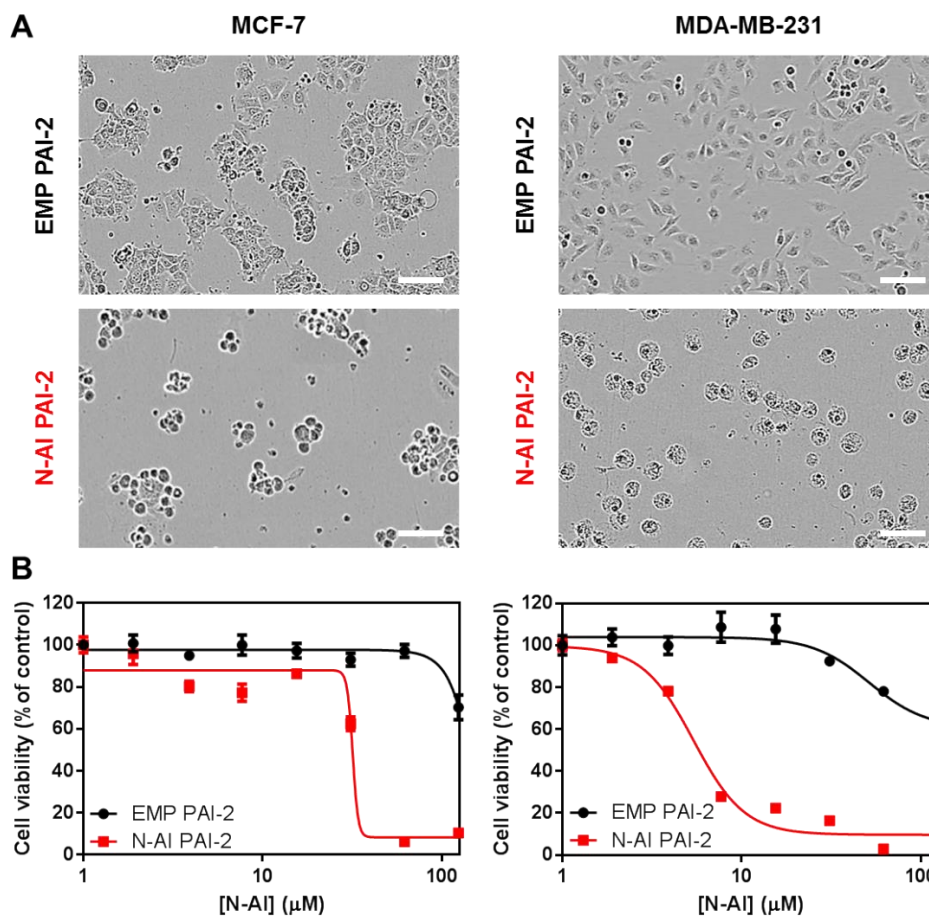 A
MCF-7
MDA-MB-231
EMP PAI-2
EMP PAI-2
N-AI PAI-2
N-AI PAI-2
B
Cell viability (% of control)
120
100
80
60
40
20
0
EMP PAI-2
N-AI PAI-2
1
10
100
[N-AI] (μM)
Cell viability (% of control)
120
100
80
60
40
20
0
EMP PAI-2
N-AI PAI-2
1
10
[N-AI] (μM)